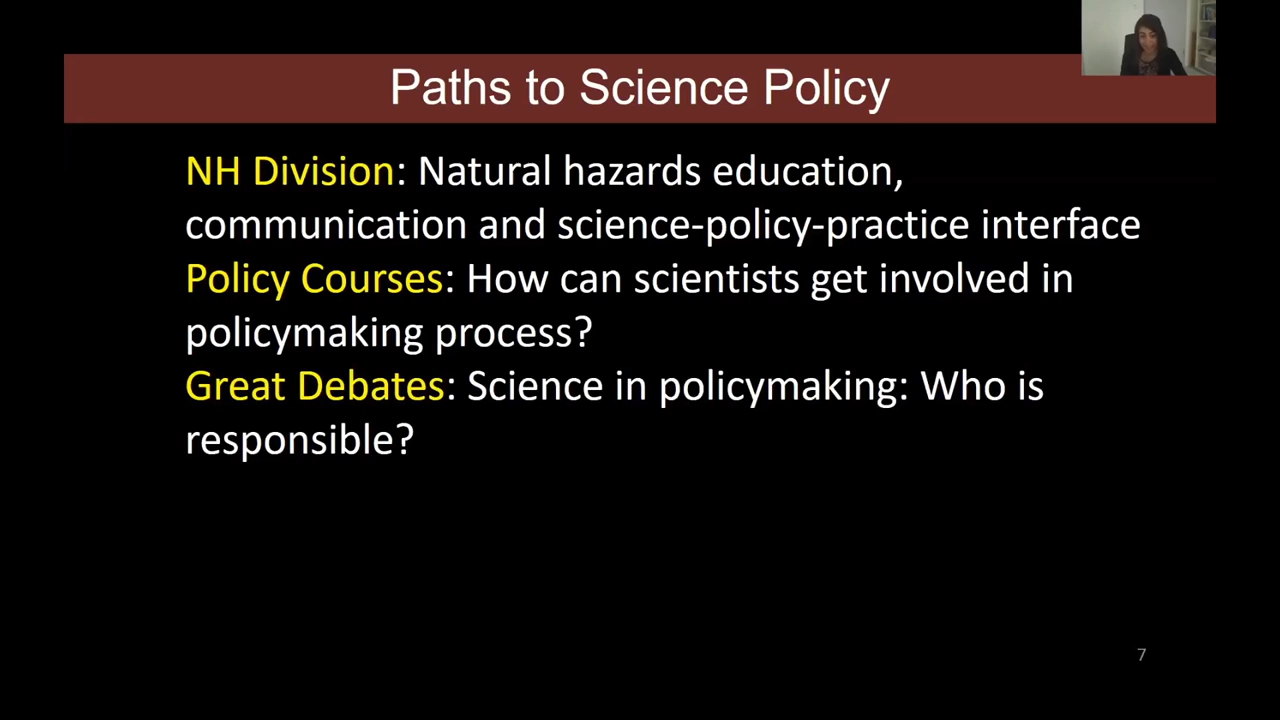 Paths to Science Policy
NH Division: Natural hazards education,
communication and science-policy-practice interface
Policy Courses: How can scientists get involved in
policymaking process?
Great Debates: Science in policymaking: Who is
responsible?
7